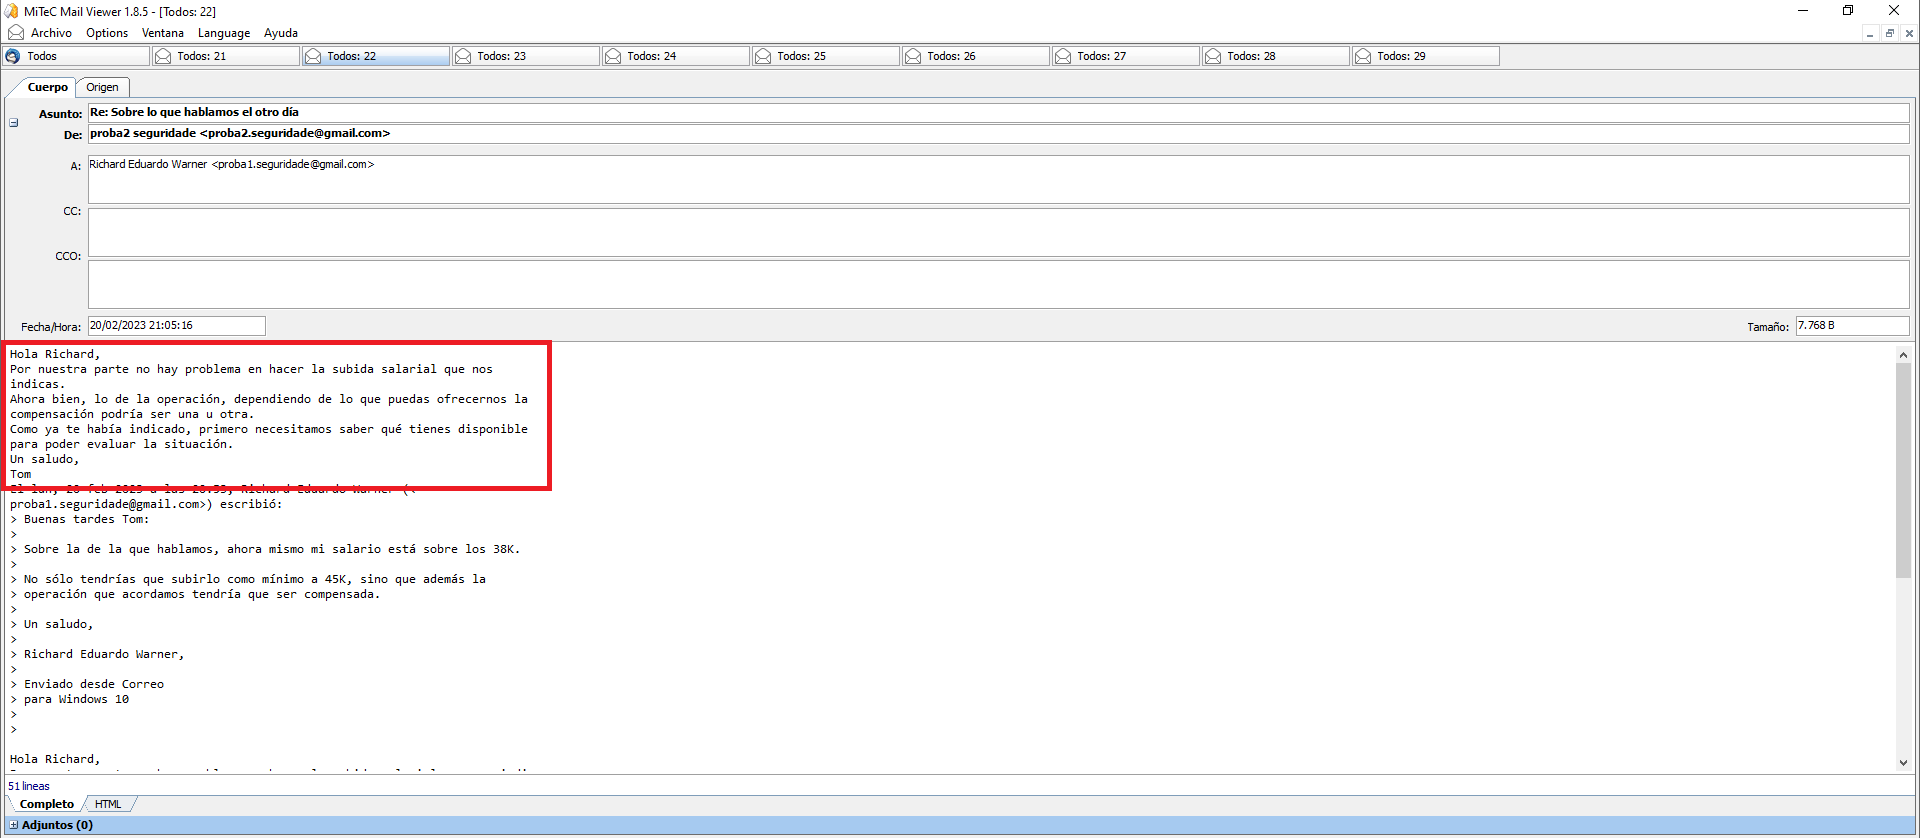 MiTeC Mail Viewer 1.8.5 - [Todos: 22]
Archivo Options Ventana Language Ayuda
Todos Todos: 21 Todos: 22 Todos: 23 Todos: 24 Todos: 25 Todos: 26 Todos: 27 Todos: 28 Todos: 29
Cuerpo Origen
Asunto: Re: Sobre lo que hablamos el otro día
De: proba2 seguridade <proba2.seguridade@gmail.com>
A: Richard Eduardo Warner <proba1.seguridade@gmail.com>
CC:
CCO:
Fecha/Hora: 20/02/2023 21:05:16 Tamaño: 7.768 B
Hola Richard,
Por nuestra parte no hay problema en hacer la subida salarial que nos
indicas.
Ahora bien, lo de la operación, dependiendo de lo que puedas ofrecernos la
compensación podría ser una u otra.
Como ya te había indicado, primero necesitamos saber qué tienes disponible
para poder evaluar la situación.
Un saludo,
Tom
proba1.seguridade@gmail.com>) escribió:
> Buenas tardes Tom:
>
> Sobre la de la que hablamos, ahora mismo mi salario está sobre los 38K.
>
> No sólo tendrías que subirlo como mínimo a 45K, sino que además la
> operación que acordamos tendría que ser compensada.
>
> Un saludo,
>
> Richard Eduardo Warner,
>
> Enviado desde Correo
> para Windows 10
>
>
Hola Richard,
51 lineas
Completo HTML
Adjuntos (0)